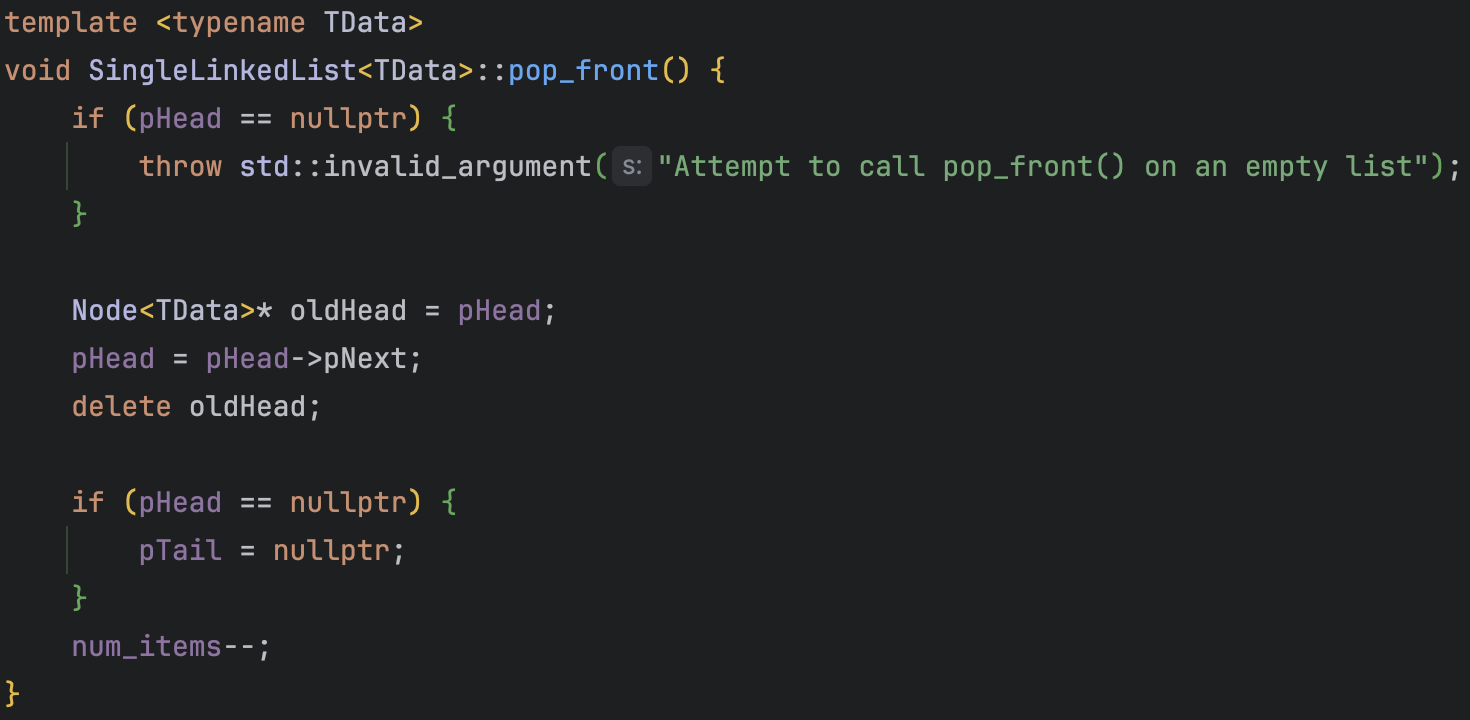 template <typename TData>
void SingleLinkedList<TData>::pop_front() {
    if (pHead == nullptr) {
        throw std::invalid_argument( s: "Attempt to call pop_front() on an empty list");
    }

    Node<TData>* oldHead = pHead;
    pHead = pHead->pNext;
    delete oldHead;

    if (pHead == nullptr) {
        pTail = nullptr;
    }
    num_items--;
}